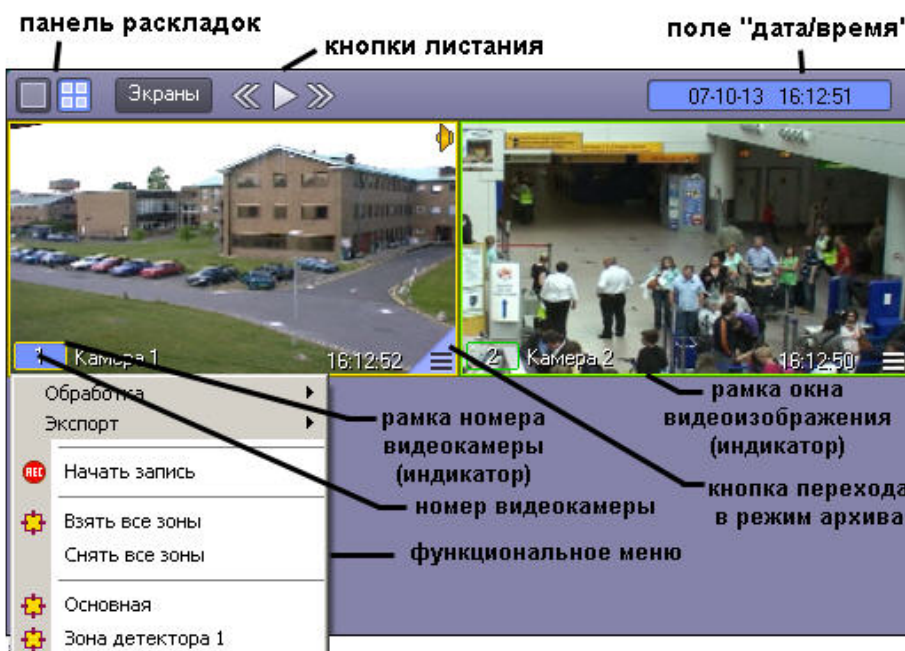 панель раскладок
кнопки листания
поле "дата/время"
Экраны
07-10-13 16:12:51
1 Камера 1 16:12:52
2 Камера 2 16:12:50
Обработка
Экспорт
Начать запись
Взять все зоны
Снять все зоны
Основная
Зона детектора 1
рамка номера
видеокамеры
(индикатор)
номер видеокамеры
функциональное меню
рамка окна
видеоизображения
(индикатор)
кнопка перехода
в режим архива